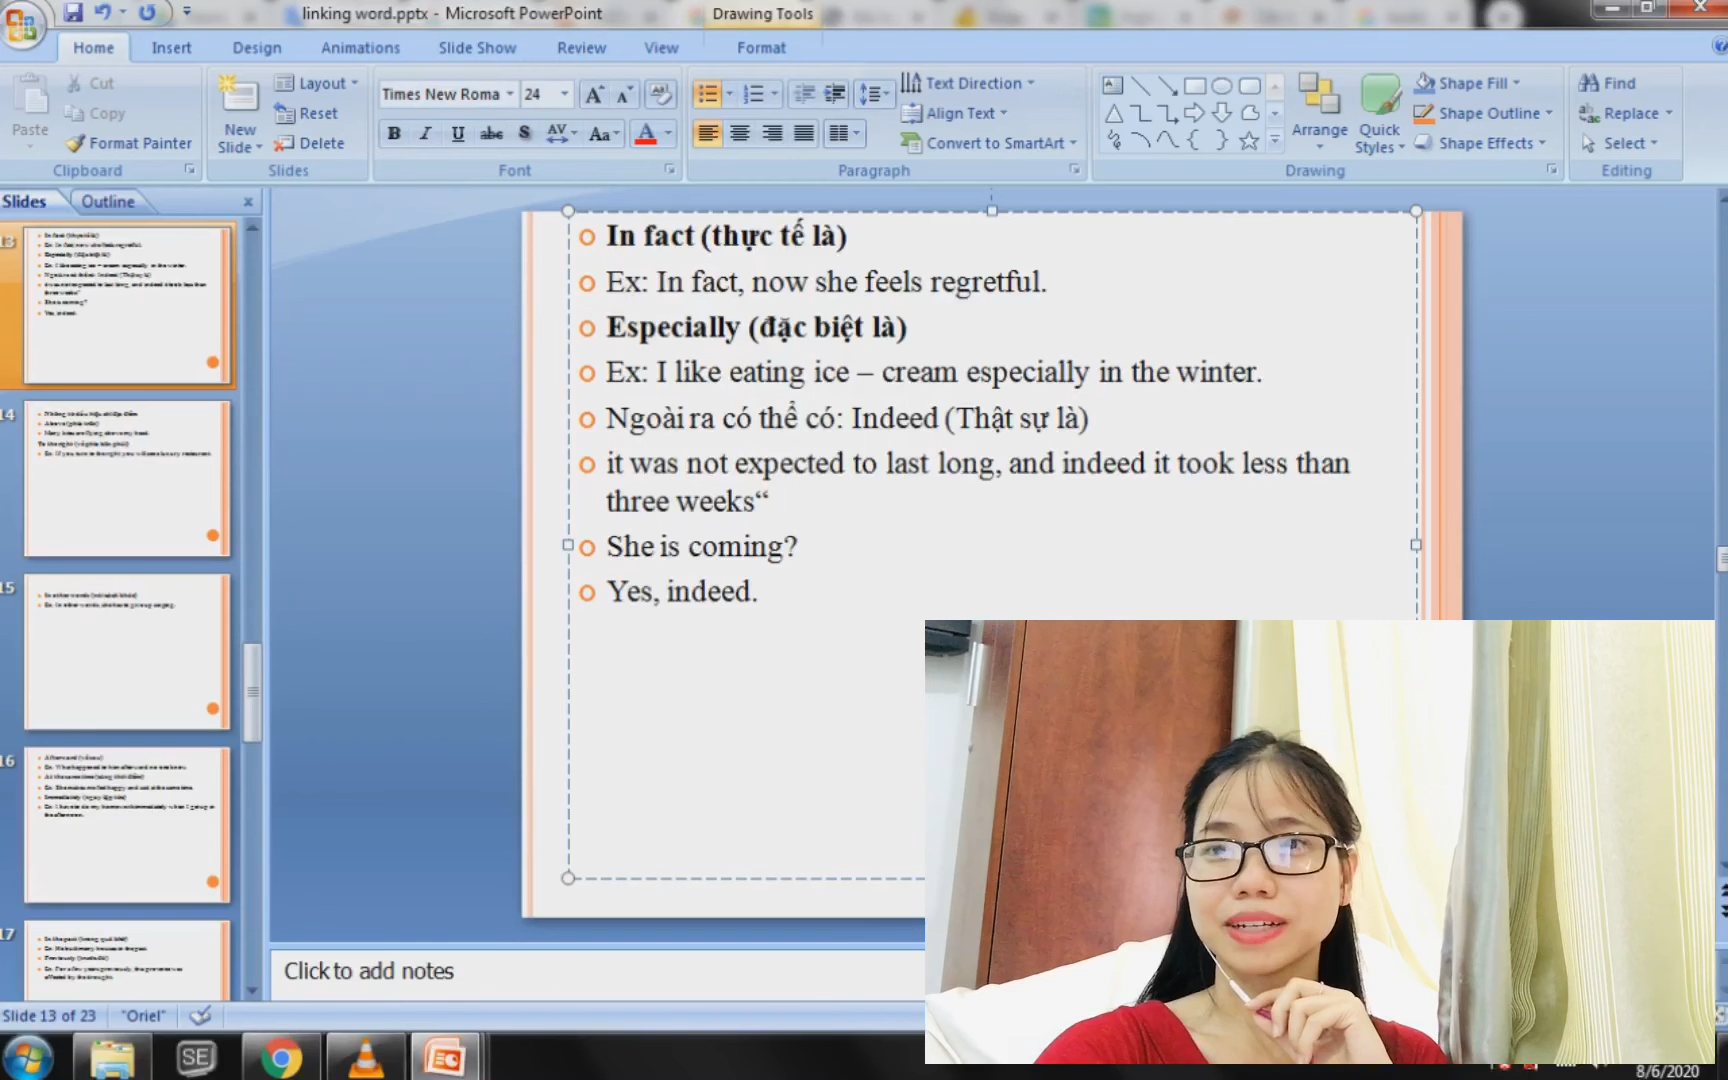 linking word.pptx - Microsoft PowerPoint
Drawing Tools
Home Insert Design Animations Slide Show Review View Format
Paste
Cut
Copy
Format Painter
Clipboard
New Slide
Layout
Reset
Delete
Slides
Times New Roma 24
Font
Text Direction
Align Text
Convert to SmartArt
Paragraph
Arrange
Quick Styles
Shape Fill
Shape Outline
Shape Effects
Drawing
Find
Replace
Select
Editing
Slides Outline
In fact (thực tế là)
Ex: In fact, now she feels regretful.
Especially (đặc biệt là)
Ex: I like eating ice – cream especially in the winter.
Ngoài ra có thể có: Indeed (Thật sự là)
it was not expected to last long, and indeed it took less than
three weeks“
She is coming?
Yes, indeed.
14
15
16
Click to add notes
Slide 13 of 23 "Oriel"
SE
8/6/2020